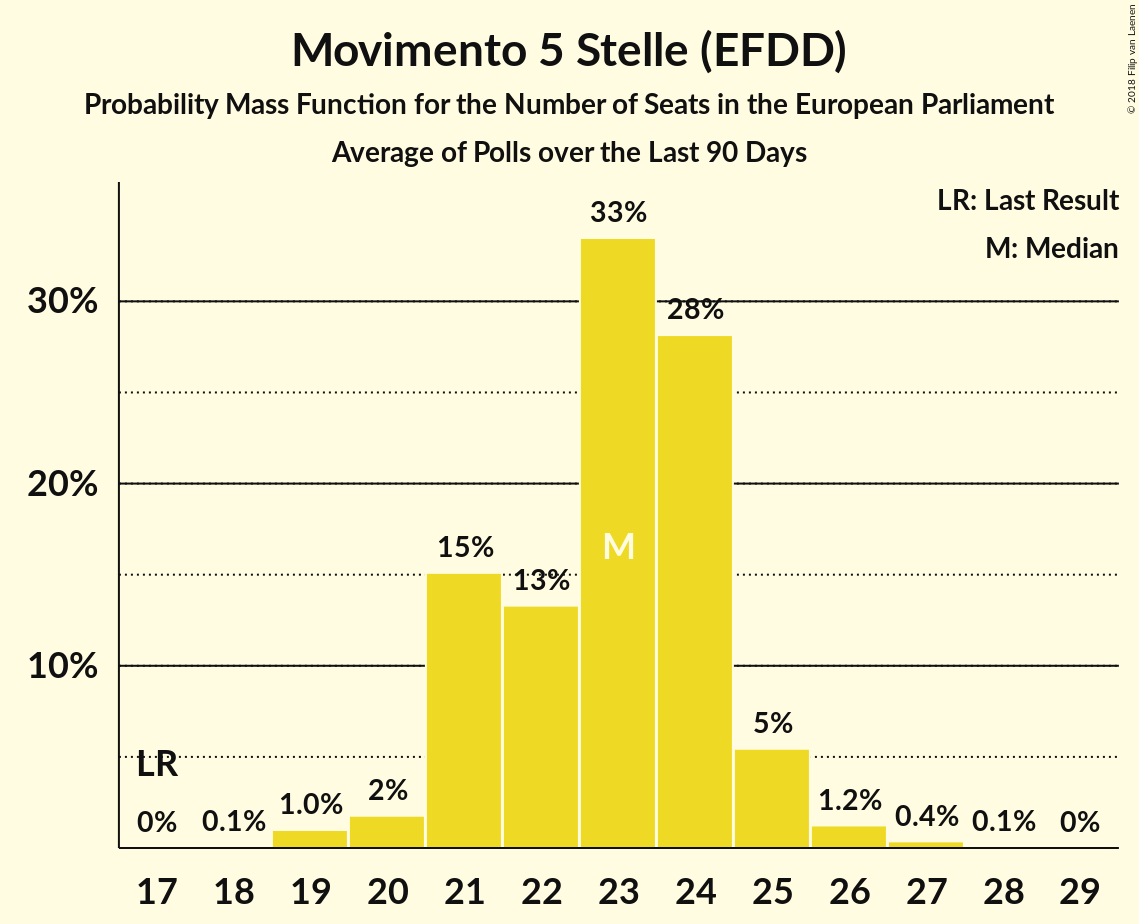 Movimento 5 Stelle (EFDD)
Probability Mass Function for the Number of Seats in the European Parliament
Average of Polls over the Last 90 Days
© 2018 Filip van Laenen
LR: Last Result
M: Median
33%
30%
28%
20%
15%
M
13%
10%
5%
LR
2%
1.0%
1.2%
0%
0.1%
0.4%
0.1%
0%
17 18 19 20 21 22 23 24 25 26 27 28 29